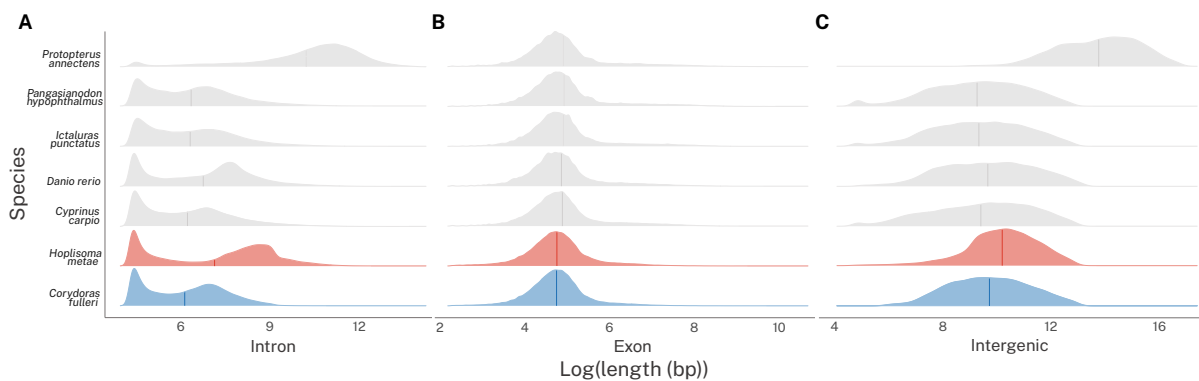 A
B
C
Species
Protopterus
annectens
Pangasianodon
hypophthalmus
Ictaluras
punctatus
Danio rerio
Cyprinus
carpio
Hoplisoma
metae
Corydoras
fulleri
6 9 12
2 4 6 8 10
4 8 12 16
Intron
Exon
Intergenic
Log(length (bp))